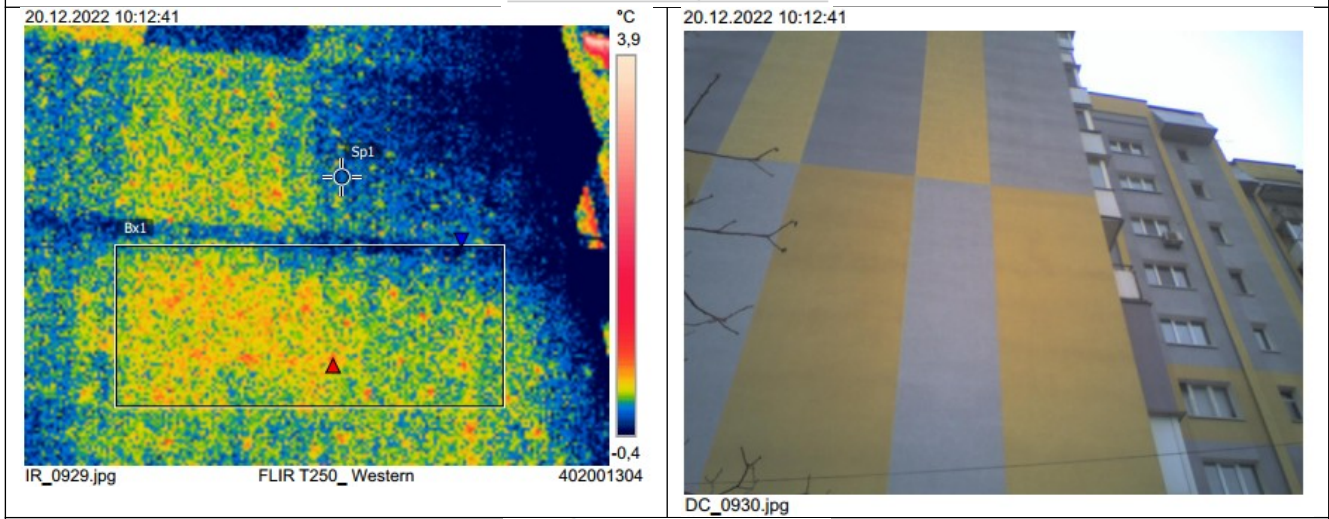 20.12.2022 10:12:41
°C
3,9
Sp1
Bx1
-0,4
IR_0929.jpg
FLIR T250_ Western
402001304
20.12.2022 10:12:41
DC_0930.jpg